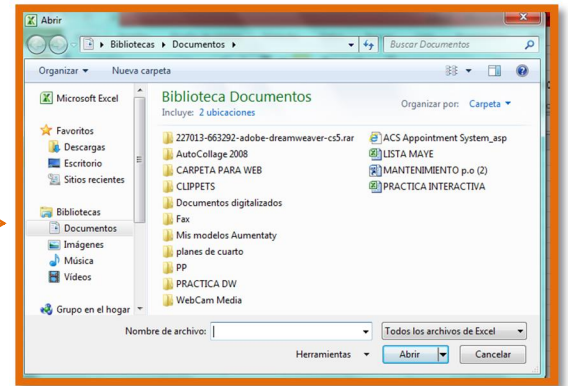 Abrir
Bibliotecas ▸ Documentos ▸
Buscar Documentos
Organizar
Nueva carpeta
Microsoft Excel
Favoritos
Descargas
Escritorio
Sitios recientes
Bibliotecas
Documentos
Imágenes
Música
Vídeos
Grupo en el hogar
Biblioteca Documentos
Incluye: 2 ubicaciones
Organizar por: Carpeta
227013-663292-adobe-dreamweaver-cs5.rar
AutoCollage 2008
CARPETA PARA WEB
CLIPPETS
Documentos digitalizados
Fax
Mis modelos Aumentaty
planes de cuarto
PP
PRACTICA DW
WebCam Media
ACS Appointment System_asp
LISTA MAYE
MANTENIMIENTO p.o (2)
PRACTICA INTERACTIVA
Nombre de archivo:
Todos los archivos de Excel
Herramientas
Abrir
Cancelar